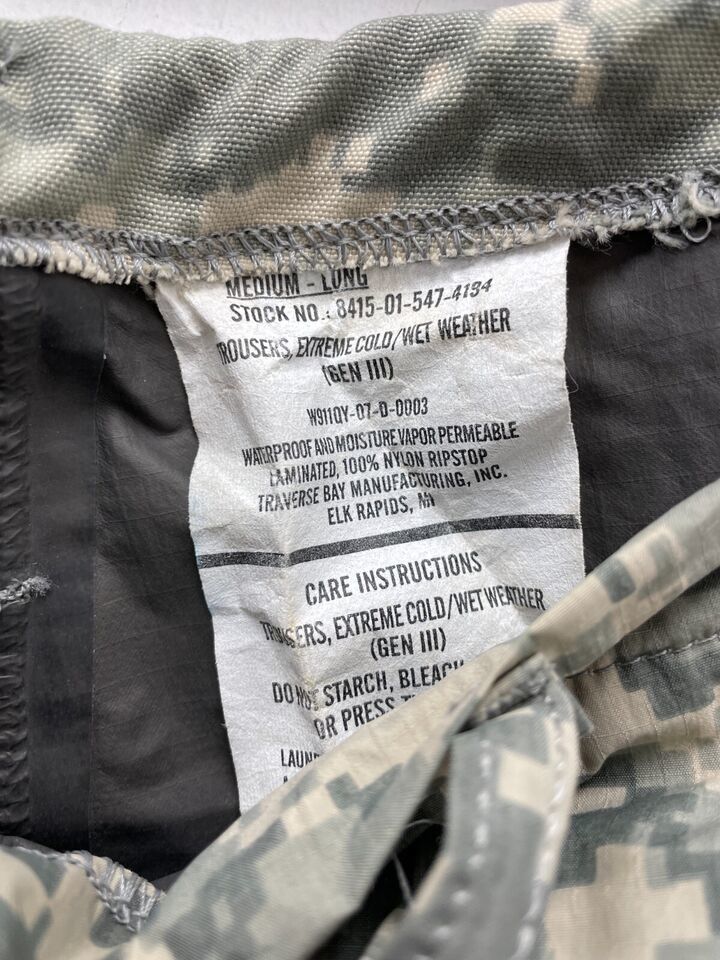 MEDIUM - LONG
STOCK NO.: 8415-01-547-4134
TROUSERS, EXTREME COLD/WET WEATHER
(GEN III)
W911QY-07-D-0003
WATERPROOF AND MOISTURE VAPOR PERMEABLE
LAMINATED, 100% NYLON RIPSTOP
TRAVERSE BAY MANUFACTURING, INC.
ELK RAPIDS, MI
CARE INSTRUCTIONS
TROUSERS, EXTREME COLD/WET WEATHER
(GEN III)
DO NOT STARCH, BLEACH
OR PRESS